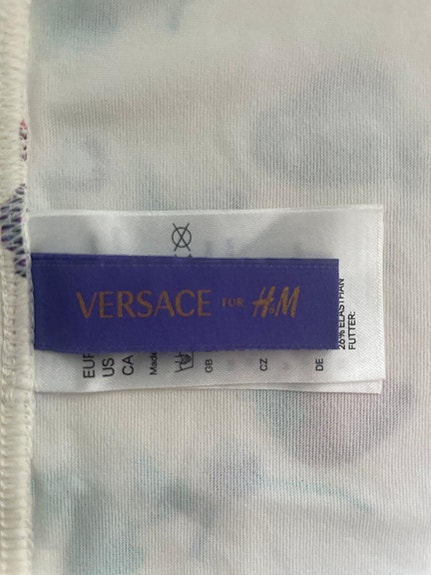 VERSACE FOR H&M
EUR
US
CA
Made
GB
CZ
DE
26% ELASTHAN
FUTTER: